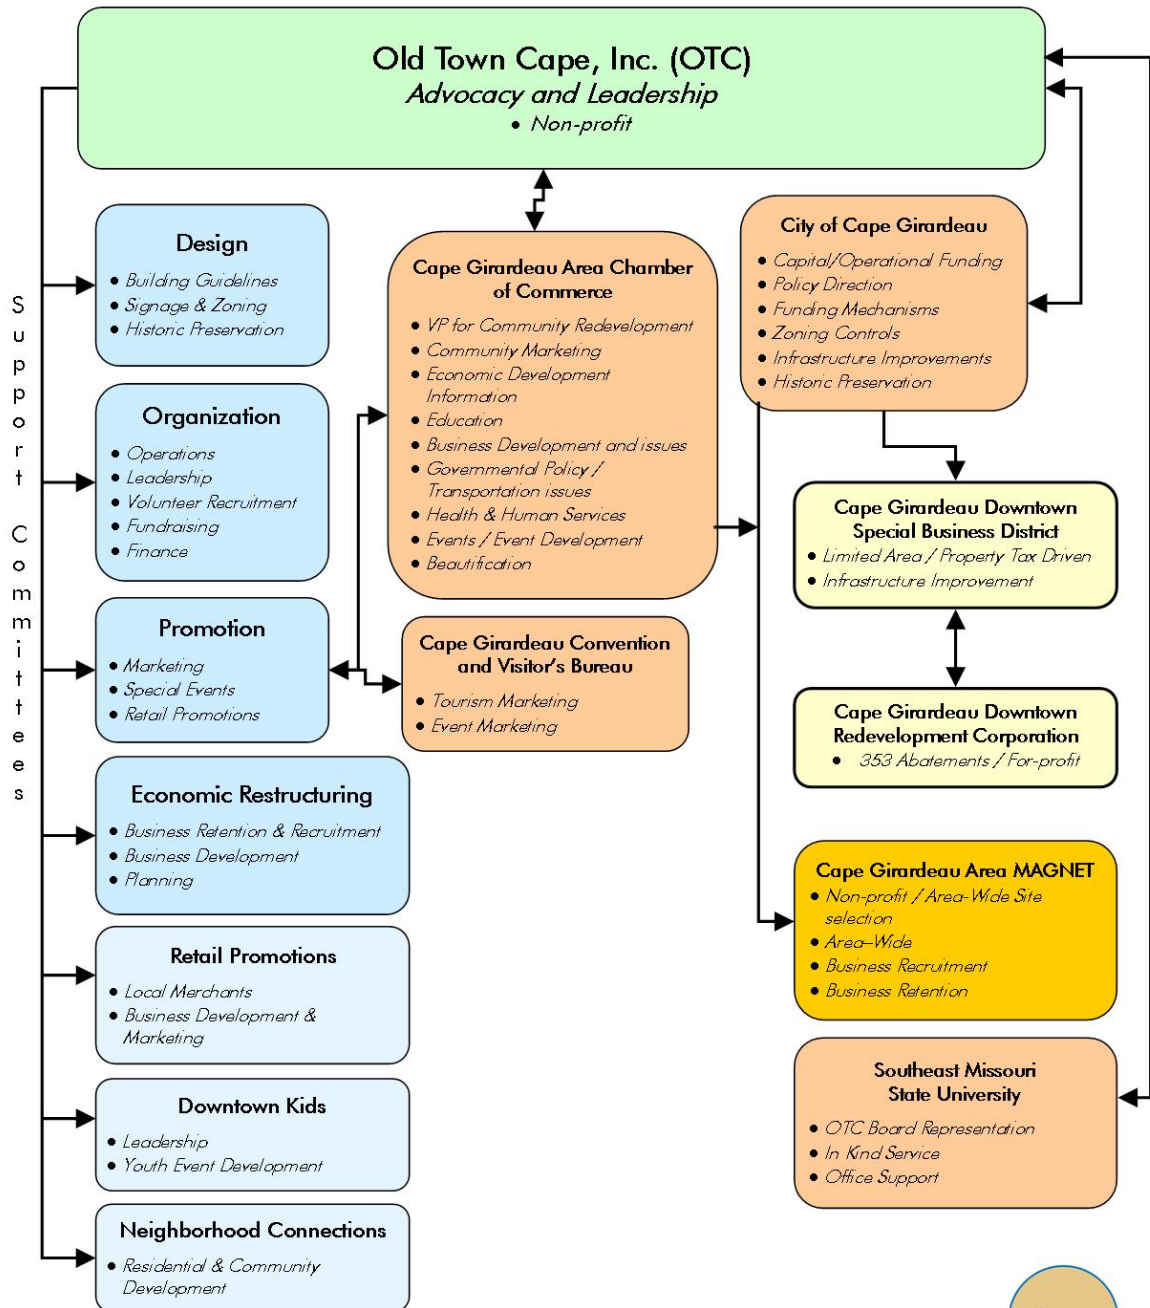 Old Town Cape, Inc. (OTC)
Advocacy and Leadership
• Non-profit
Support Committees
Design
• Building Guidelines
• Signage & Zoning
• Historic Preservation
Organization
• Operations
• Leadership
• Volunteer Recruitment
• Fundraising
• Finance
Promotion
• Marketing
• Special Events
• Retail Promotions
Economic Restructuring
• Business Retention & Recruitment
• Business Development
• Planning
Retail Promotions
• Local Merchants
• Business Development &
Marketing
Downtown Kids
• Leadership
• Youth Event Development
Neighborhood Connections
• Residential & Community
Development
Cape Girardeau Area Chamber
of Commerce
• VP for Community Redevelopment
• Community Marketing
• Economic Development
Information
• Education
• Business Development and issues
• Governmental Policy /
Transportation issues
• Health & Human Services
• Events / Event Development
• Beautification
Cape Girardeau Convention
and Visitor's Bureau
• Tourism Marketing
• Event Marketing
City of Cape Girardeau
• Capital/Operational Funding
• Policy Direction
• Funding Mechanisms
• Zoning Controls
• Infrastructure Improvements
• Historic Preservation
Cape Girardeau Downtown
Special Business District
• Limited Area / Property Tax Driven
• Infrastructure Improvement
Cape Girardeau Downtown
Redevelopment Corporation
• 353 Abatements / For-profit
Cape Girardeau Area MAGNET
• Non-profit / Area-Wide Site
selection
• Area–Wide
• Business Recruitment
• Business Retention
Southeast Missouri
State University
• OTC Board Representation
• In Kind Service
• Office Support